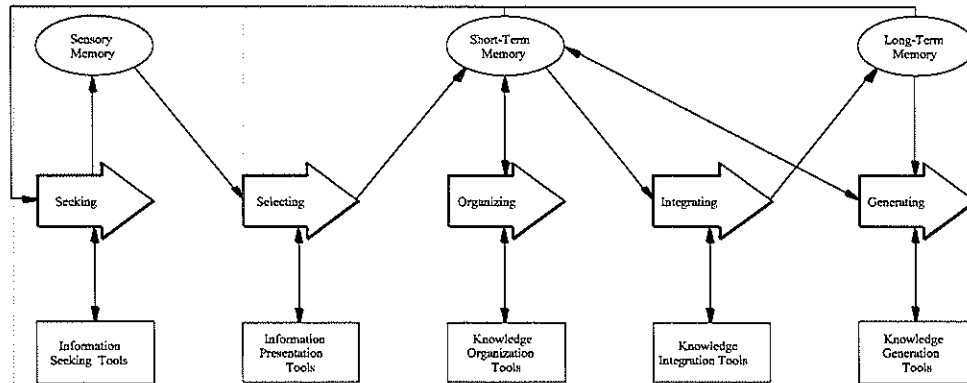 Sensory
Memory
Short-Term
Memory
Long-Term
Memory
Seeking
Selecting
Organizing
Integrating
Generating
Information
Seeking Tools
Information
Presentation Tools
Knowledge
Organization
Tools
Knowledge
Integration Tools
Knowledge
Generation
Tools